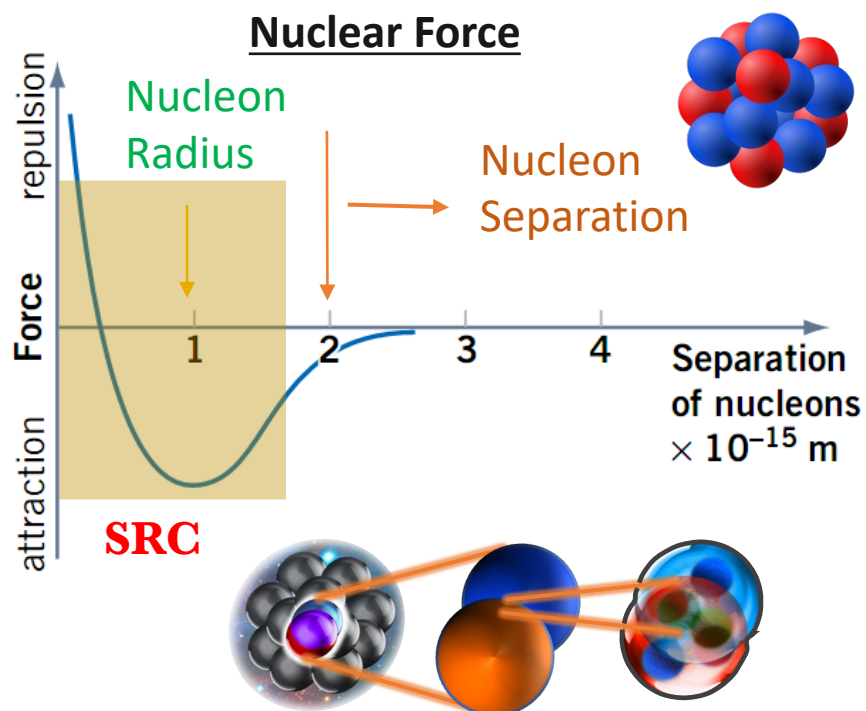 Nuclear Force
repulsion
Force
attraction
Nucleon
Radius
Nucleon
Separation
1
2
3
4
Separation
of nucleons
× 10⁻¹⁵ m
SRC